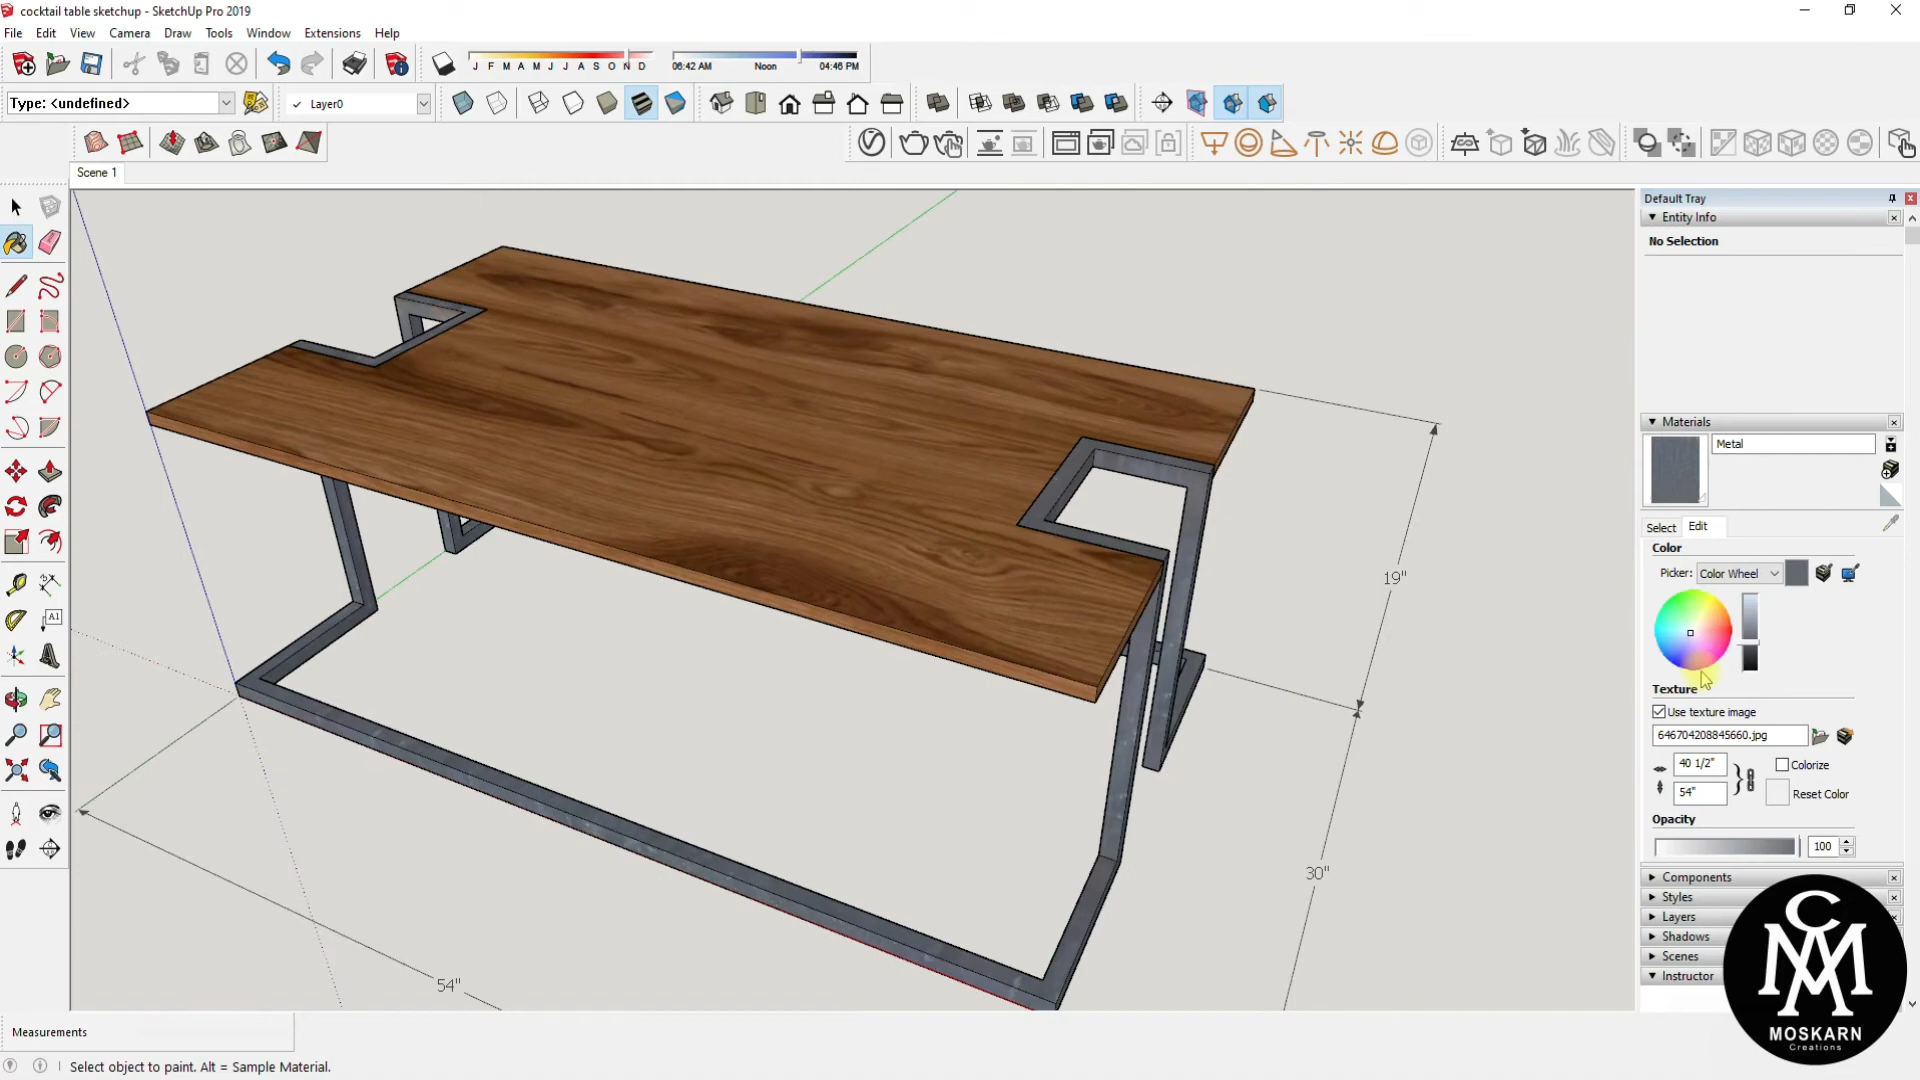 cocktail table sketchup - SketchUp Pro 2019
File Edit View Camera Draw Tools Window Extensions Help
J F M A M J J A S O N D 06:42 AM Noon 04:46 PM
Type: <undefined> ✓ Layer0
Scene 1
Default Tray
Entity Info
No Selection
Materials
Metal
Select Edit
Color
Picker: Color Wheel
Texture
Use texture image
646704208845660.jpg
40 1/2" Colorize
54" Reset Color
Opacity
100
Components
Styles
Layers
Shadows
Scenes
Instructor
A1
19"
30"
54"
CMA
MOSKARN
Creations
Measurements
Select object to paint. Alt = Sample Material.